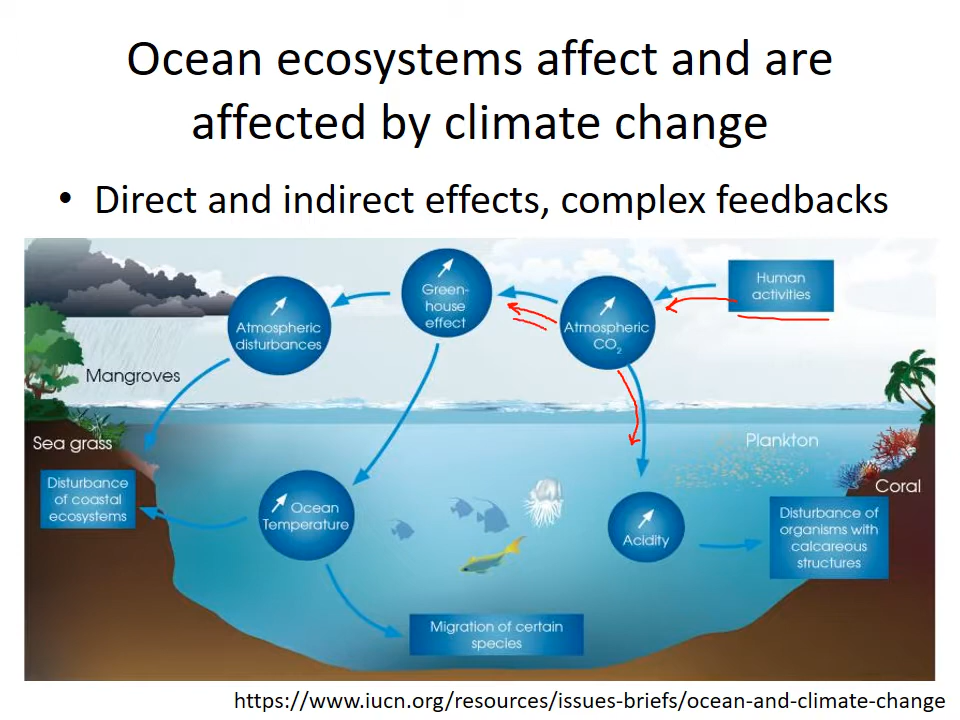 Ocean ecosystems affect and are
affected by climate change
• Direct and indirect effects, complex feedbacks
Human
activities
Atmospheric
CO₂
Green-
house
effect
Atmospheric
disturbances
Mangroves
Sea grass
Disturbance
of coastal
ecosystems
Ocean
Temperature
Plankton
Coral
Acidity
Disturbance of
organisms with
calcareous
structures
Migration of certain
species
https://www.iucn.org/resources/issues-briefs/ocean-and-climate-change